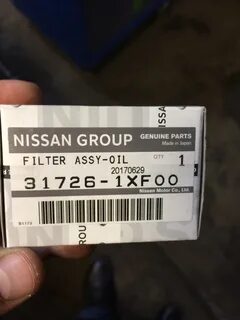 NISSAN GROUP
GENUINE PARTS
Made in Japan
FILTER ASSY-OIL
QTY
1
20170629
31726-1XF00
Nissan Motor Co., Ltd.